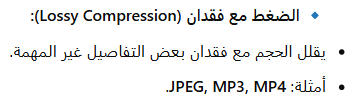 🔹 الضغط مع فقدان (Lossy Compression):
• يقلل الحجم مع فقدان بعض التفاصيل غير المهمة.
• أمثلة: JPEG, MP3, MP4.